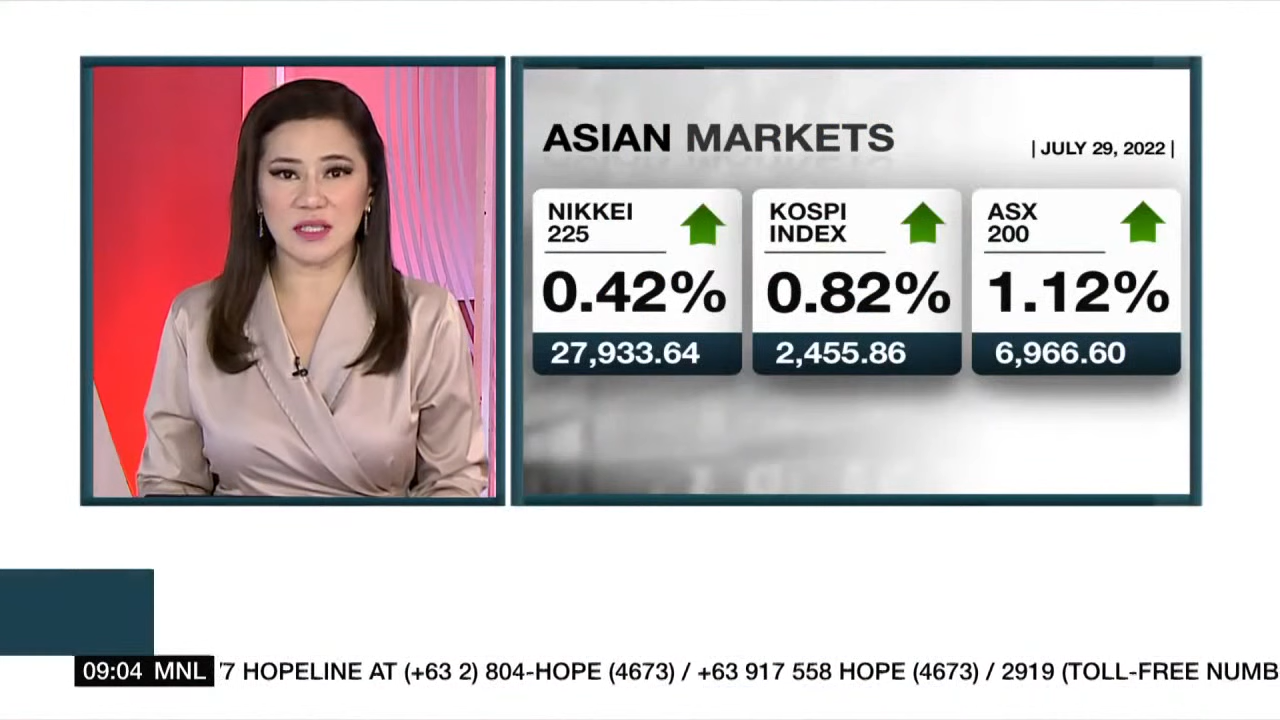 ASIAN MARKETS
| JULY 29, 2022 |
NIKKEI
225
0.42%
27,933.64
KOSPI
INDEX
0.82%
2,455.86
ASX
200
1.12%
6,966.60
09:04 MNL
7 HOPELINE AT (+63 2) 804-HOPE (4673) / +63 917 558 HOPE (4673) / 2919 (TOLL-FREE NUMB